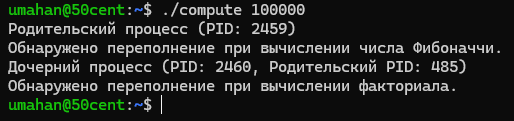 umahan@50cent:~$ ./compute 100000
Родительский процесс (PID: 2459)
Обнаружено переполнение при вычислении числа Фибоначчи.
Дочерний процесс (PID: 2460, Родительский PID: 485)
Обнаружено переполнение при вычислении факториала.
umahan@50cent:~$